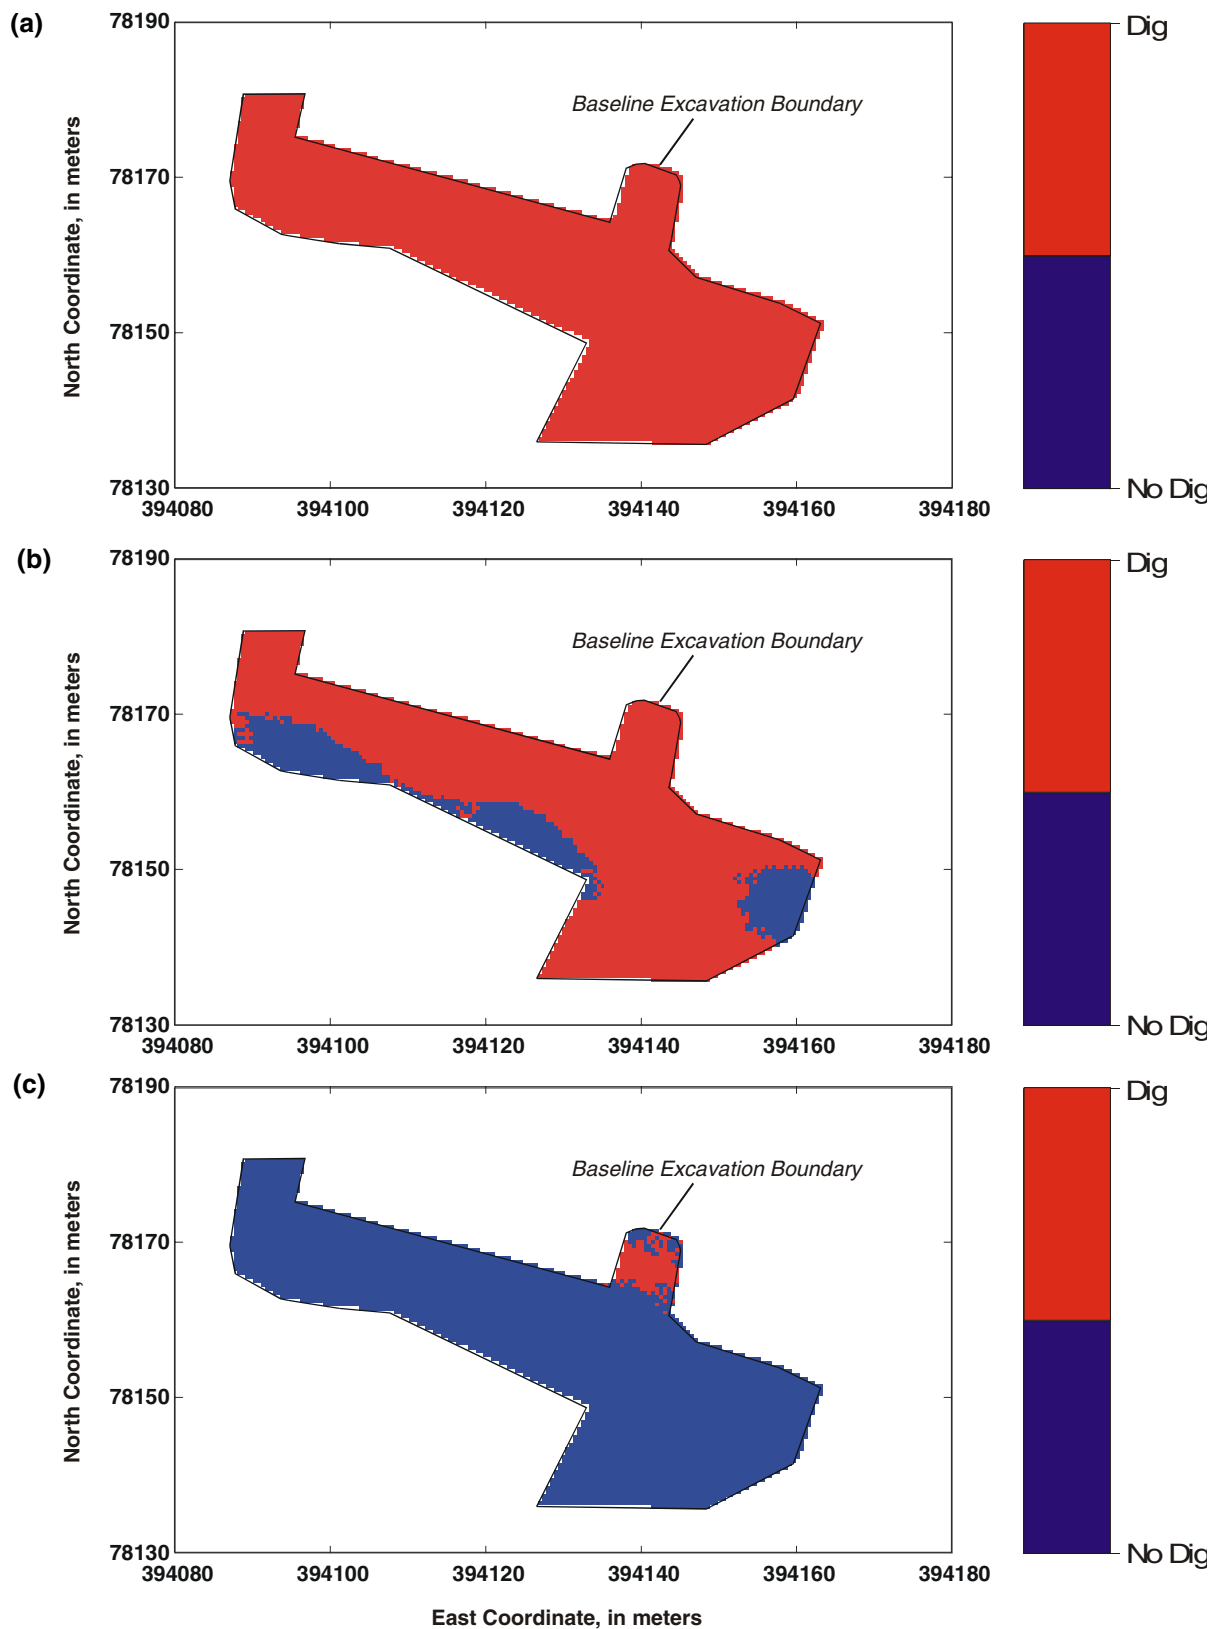 (a)
78190
78170
78150
78130
North Coordinate, in meters
Baseline Excavation Boundary
394080 394100 394120 394140 394160 394180
Dig
No Dig
(b)
78190
78170
78150
78130
North Coordinate, in meters
Baseline Excavation Boundary
394080 394100 394120 394140 394160 394180
Dig
No Dig
(c)
78190
78170
78150
78130
North Coordinate, in meters
Baseline Excavation Boundary
394080 394100 394120 394140 394160 394180
Dig
No Dig
East Coordinate, in meters